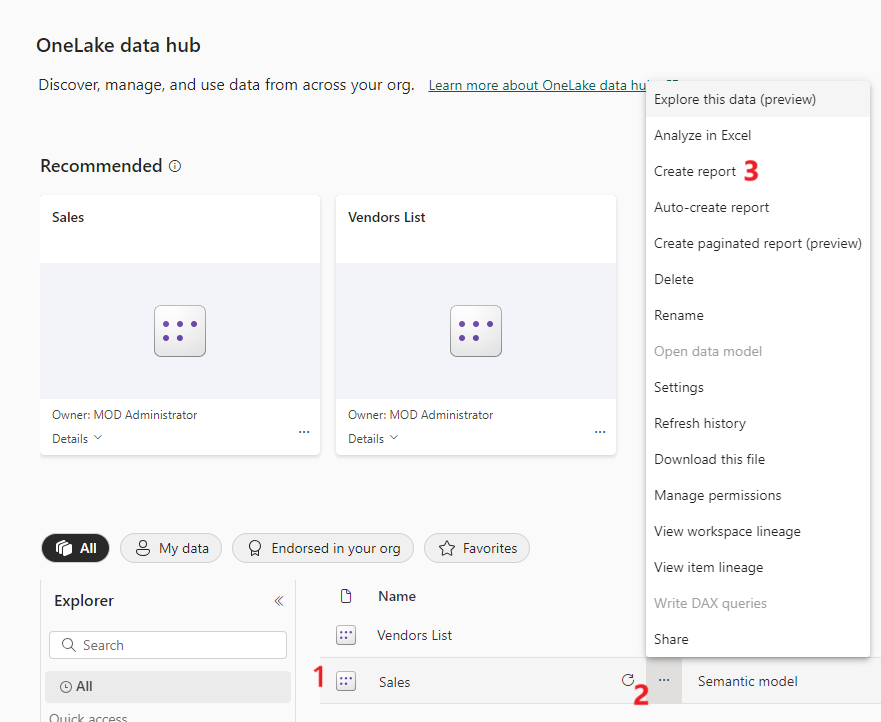 OneLake data hub
Discover, manage, and use data from across your org. Learn more about OneLake data hu
Explore this data (preview)
Analyze in Excel
Create report 3
Auto-create report
Create paginated report (preview)
Delete
Rename
Open data model
Settings
Refresh history
Download this file
Manage permissions
View workspace lineage
View item lineage
Write DAX queries
Share
Recommended
Sales
Owner: MOD Administrator
Details
Vendors List
Owner: MOD Administrator
Details
All My data Endorsed in your org Favorites
Explorer
Search
All
Quick access
Name
Vendors List
1 Sales 2 Semantic model